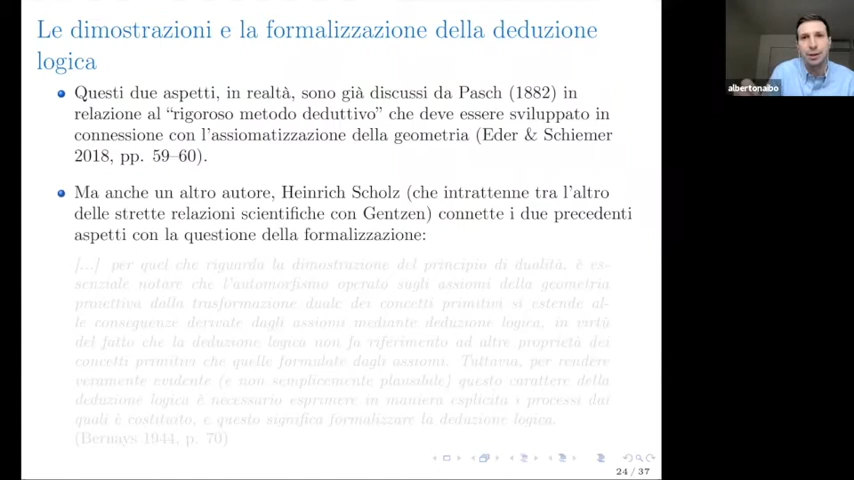 Le dimostrazioni e la formalizzazione della deduzione
logica
Questi due aspetti, in realtà, sono già discussi da Pasch (1882) in
relazione al “rigoroso metodo deduttivo” che deve essere sviluppato in
connessione con l'assiomatizzazione della geometria (Eder & Schiemer
2018, pp. 59–60).
Ma anche un altro autore, Heinrich Scholz (che intrattenne tra l'altro
delle strette relazioni scientifiche con Gentzen) connette i due precedenti
aspetti con la questione della formalizzazione:
[...] per quel che riguarda la dimostrazione del principio di dualità, è es-
senziale notare che l'automorfismo operato sugli assiomi della geometria
proiettiva dalla trasformazione duale dei concetti primitivi si estende al-
le conseguenze derivate dagli assiomi mediante deduzione logica, in virtù
del fatto che la deduzione logica non fa riferimento ad altre proprietà dei
concetti primitivi che quelle formulate dagli assiomi. Tuttavia, per rendere
veramente evidente (e non semplicemente plausibile) questo carattere della
deduzione logica è necessario esprimere in maniera esplicita i processi dai
quali è costituito, e questo significa formalizzare la deduzione logica.
(Bernays 1944, p. 70)
24 / 37
albertonaibo